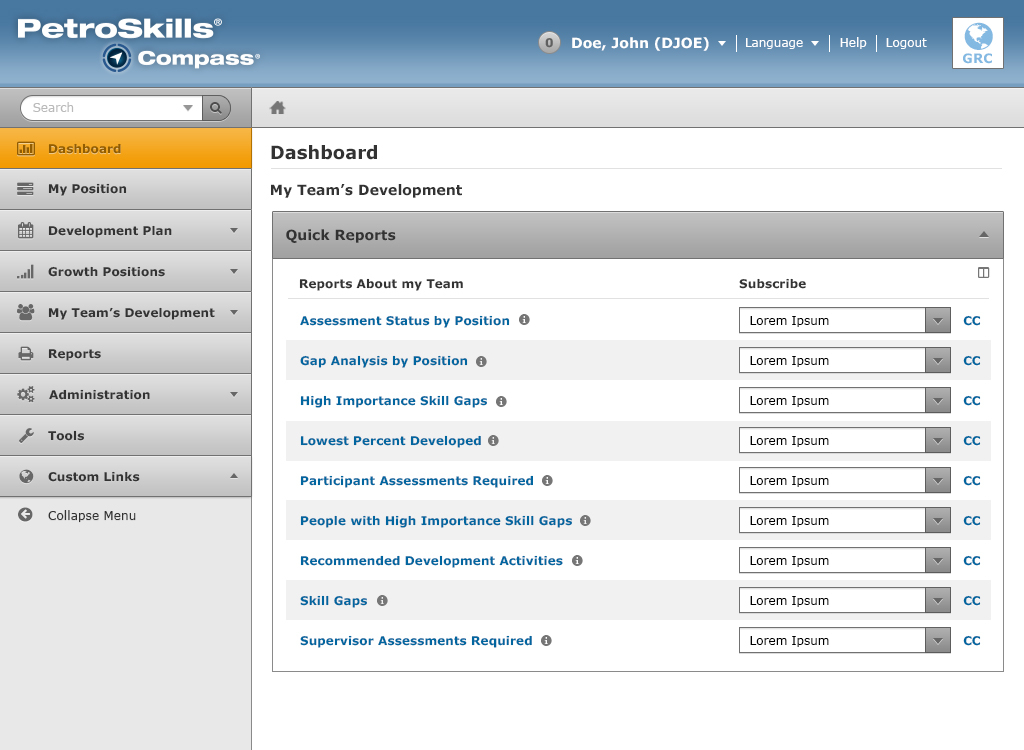 PetroSkills®
Compass®
0 Doe, John (DJOE) Language Help Logout
GRC
Search
Dashboard
My Position
Development Plan
Growth Positions
My Team's Development
Reports
Administration
Tools
Custom Links
Collapse Menu
Dashboard
My Team's Development
Quick Reports
Reports About my Team Subscribe
Assessment Status by Position Lorem Ipsum CC
Gap Analysis by Position Lorem Ipsum CC
High Importance Skill Gaps Lorem Ipsum CC
Lowest Percent Developed Lorem Ipsum CC
Participant Assessments Required Lorem Ipsum CC
People with High Importance Skill Gaps Lorem Ipsum CC
Recommended Development Activities Lorem Ipsum CC
Skill Gaps Lorem Ipsum CC
Supervisor Assessments Required Lorem Ipsum CC